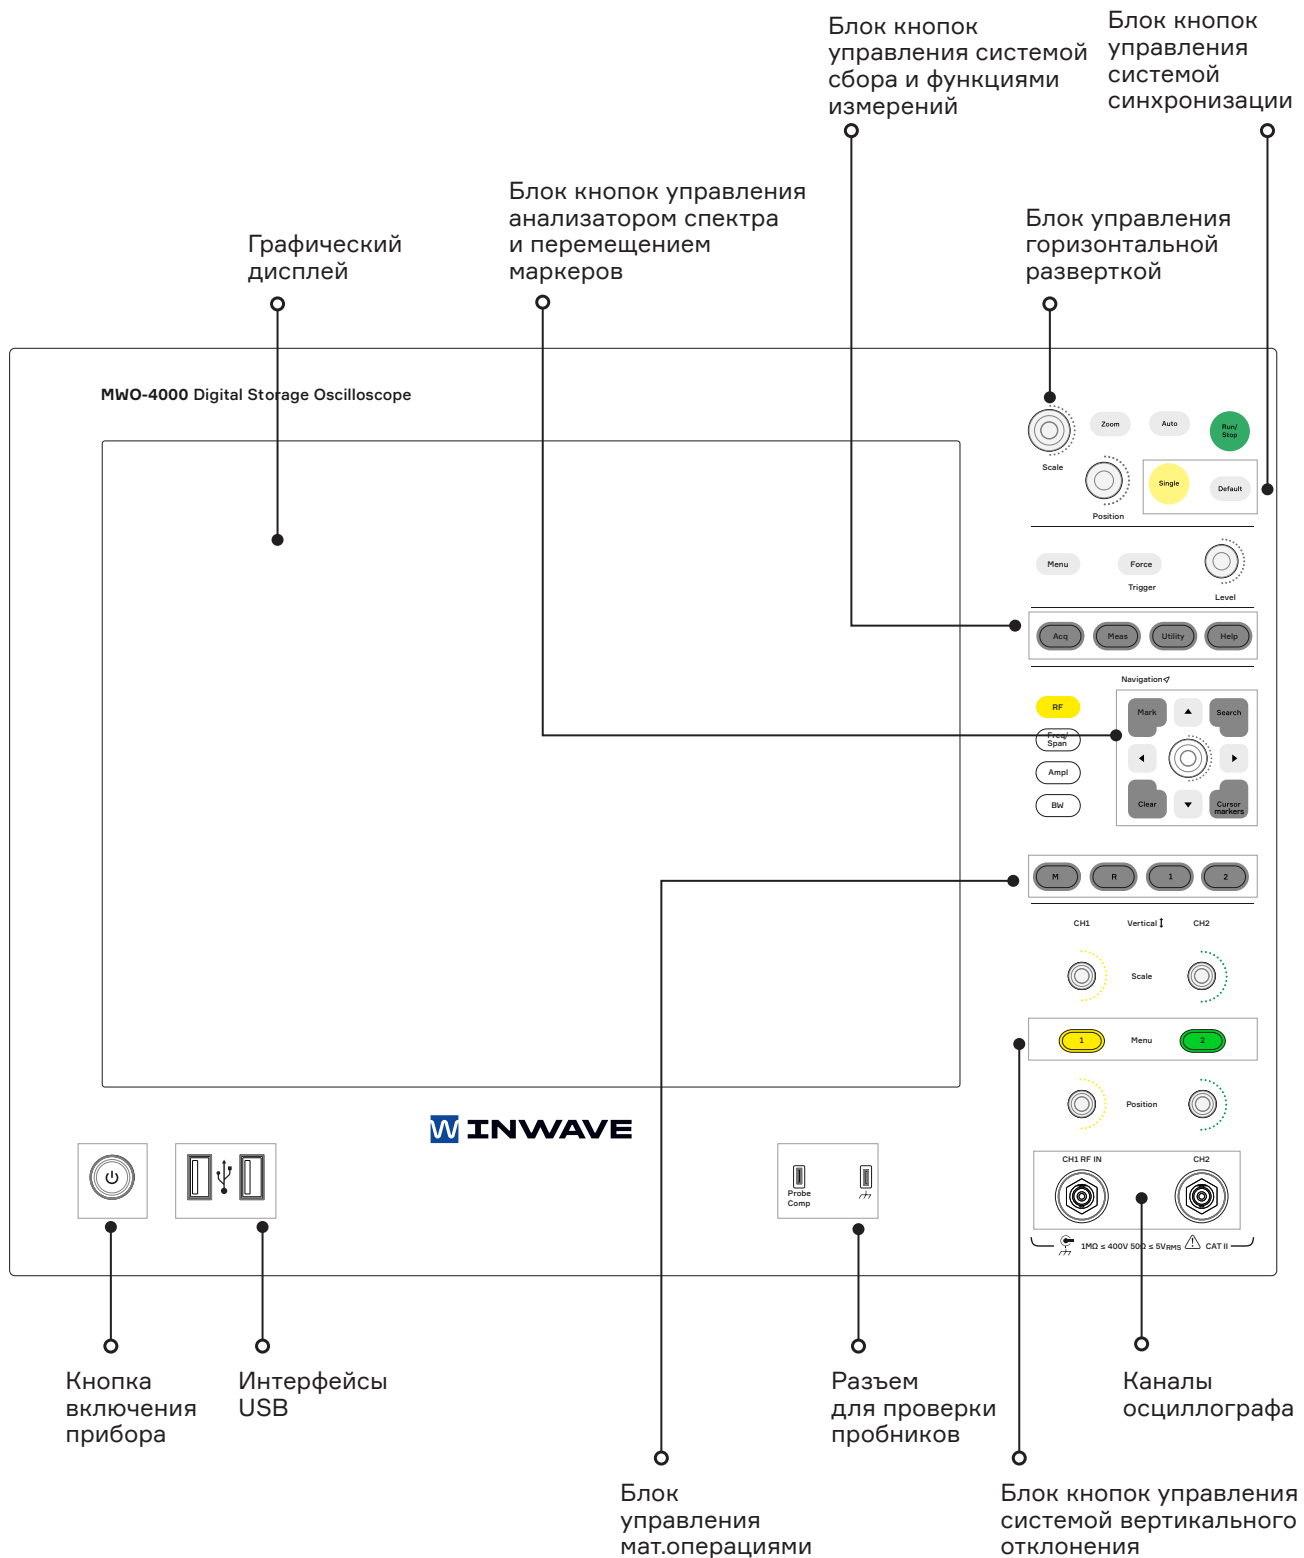 Блок кнопок
управления системой
сбора и функциями
измерений
Блок кнопок
управления
системой
синхронизации
Блок кнопок управления
анализатором спектра
и перемещением
маркеров
Блок управления
горизонтальной
разверткой
Графический
дисплей
MWO-4000 Digital Storage Oscilloscope
Zoom
Auto
Run/
Stop
Scale
Single
Default
Position
Menu
Force
Trigger
Level
Acq
Meas
Utility
Help
Navigation
RF
Freq/
Span
Ampl
BW
Mark
Search
Clear
Cursor
markers
M
R
1
2
CH1
Vertical
CH2
Scale
1
Menu
2
Position
W INWAVE
Probe
Comp
CH1 RF IN
CH2
1MΩ ≤ 400V 50Ω ≤ 5VRMS
CAT II
Кнопка
включения
прибора
Интерфейсы
USB
Разъем
для проверки
пробников
Каналы
осциллографа
Блок
управления
мат.операциями
Блок кнопок управления
системой вертикального
отклонения